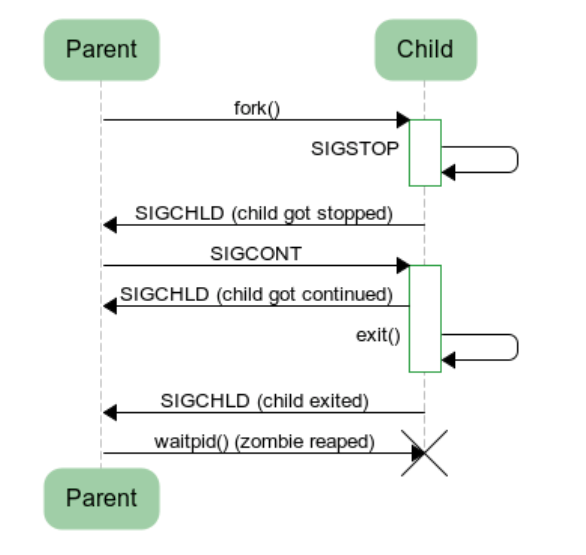 Parent
Child
fork()
SIGSTOP
SIGCHLD (child got stopped)
SIGCONT
SIGCHLD (child got continued)
exit()
SIGCHLD (child exited)
waitpid() (zombie reaped)
Parent